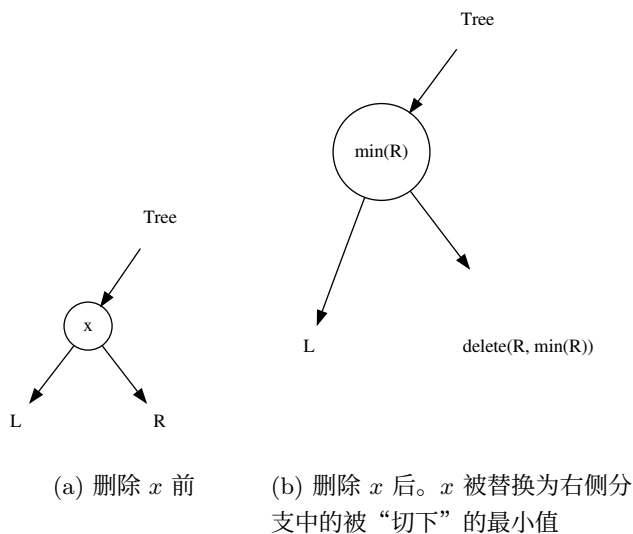 Tree
x
L
R
(a) 删除 x 前
Tree
min(R)
L
delete(R, min(R))
(b) 删除 x 后。x 被替换为右侧分
支中的被“切下”的最小值